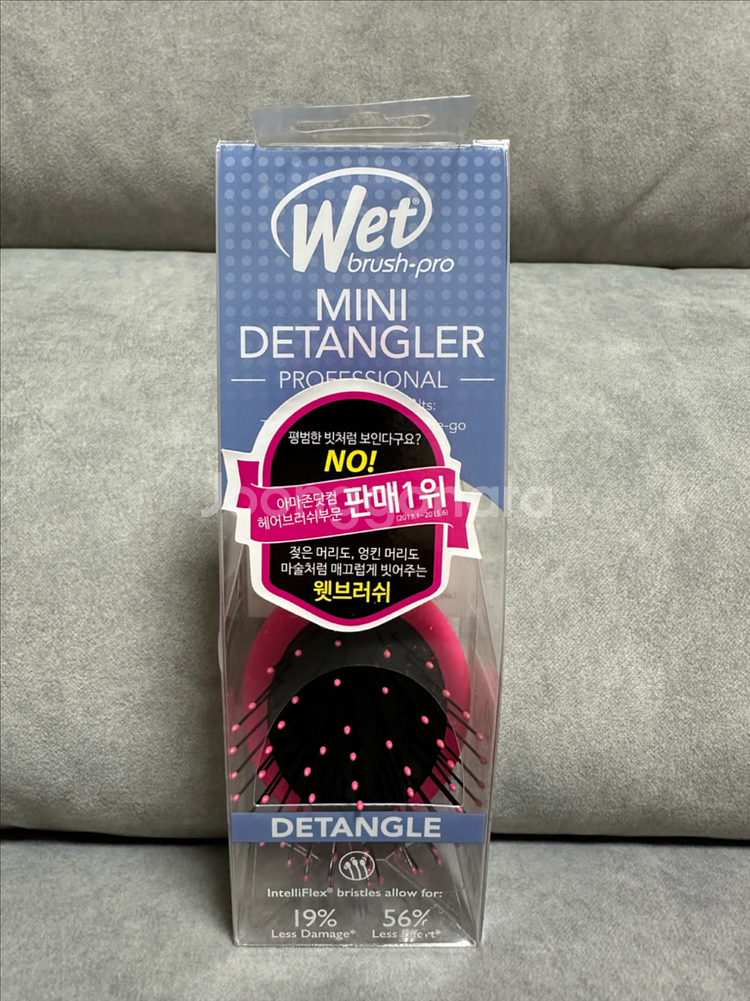 Wet®
brush-pro
MINI
DETANGLER
PROFESSIONAL
평범한 빗처럼 보인다구요?
NO!
아마존닷컴
헤어브러쉬부문 판매1위
젖은 머리도, 엉킨 머리도
마술처럼 매끄럽게 빗어주는
웻브러쉬
joonggonara
DETANGLE
IntelliFlex® bristles allow for:
19% 56%
Less Damage* Less Effort*